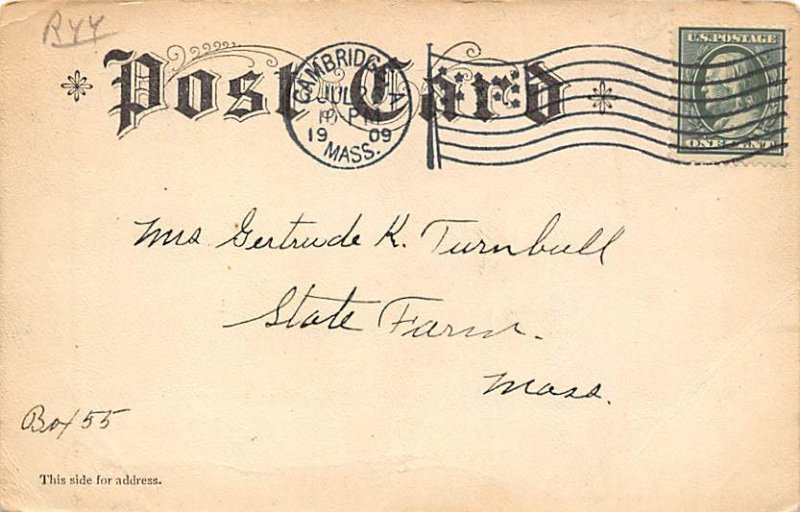 R44
Post Card
CAMBRIDGE
JUL
PM
19 09
MASS.
U.S. POSTAGE
ONE CENT
Mrs Gertrude K. Turnbull
State Farm.
Mass.
Box 55
This side for address.